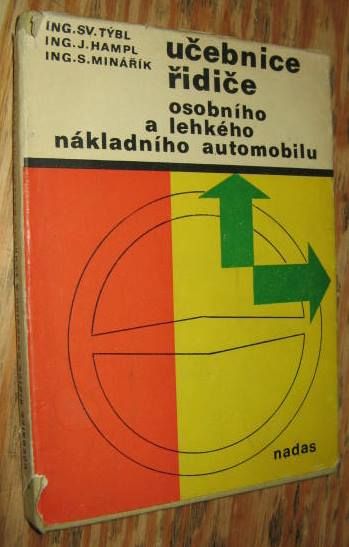 ING.SV.TÝBL
ING.J.HAMPL
ING.S.MINÁŘÍK
učebnice
řidiče
osobního
a lehkého
nákladního automobilu
nadas